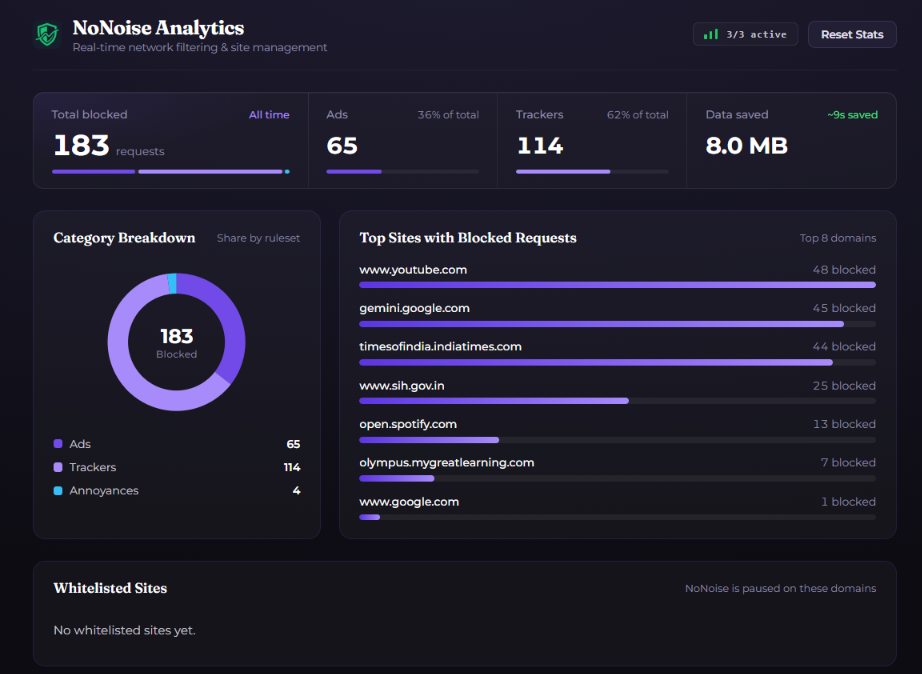 NoNoise Analytics
Real-time network filtering & site management
3/3 active
Reset Stats
Total blocked
All time
183 requests
Ads
36% of total
65
Trackers
62% of total
114
Data saved
~9s saved
8.0 MB
Category Breakdown
Share by ruleset
183
Blocked
Ads 65
Trackers 114
Annoyances 4
Top Sites with Blocked Requests
Top 8 domains
www.youtube.com 48 blocked
gemini.google.com 45 blocked
timesofindia.indiatimes.com 44 blocked
www.sih.gov.in 25 blocked
open.spotify.com 13 blocked
olympus.mygreatlearning.com 7 blocked
www.google.com 1 blocked
Whitelisted Sites
NoNoise is paused on these domains
No whitelisted sites yet.